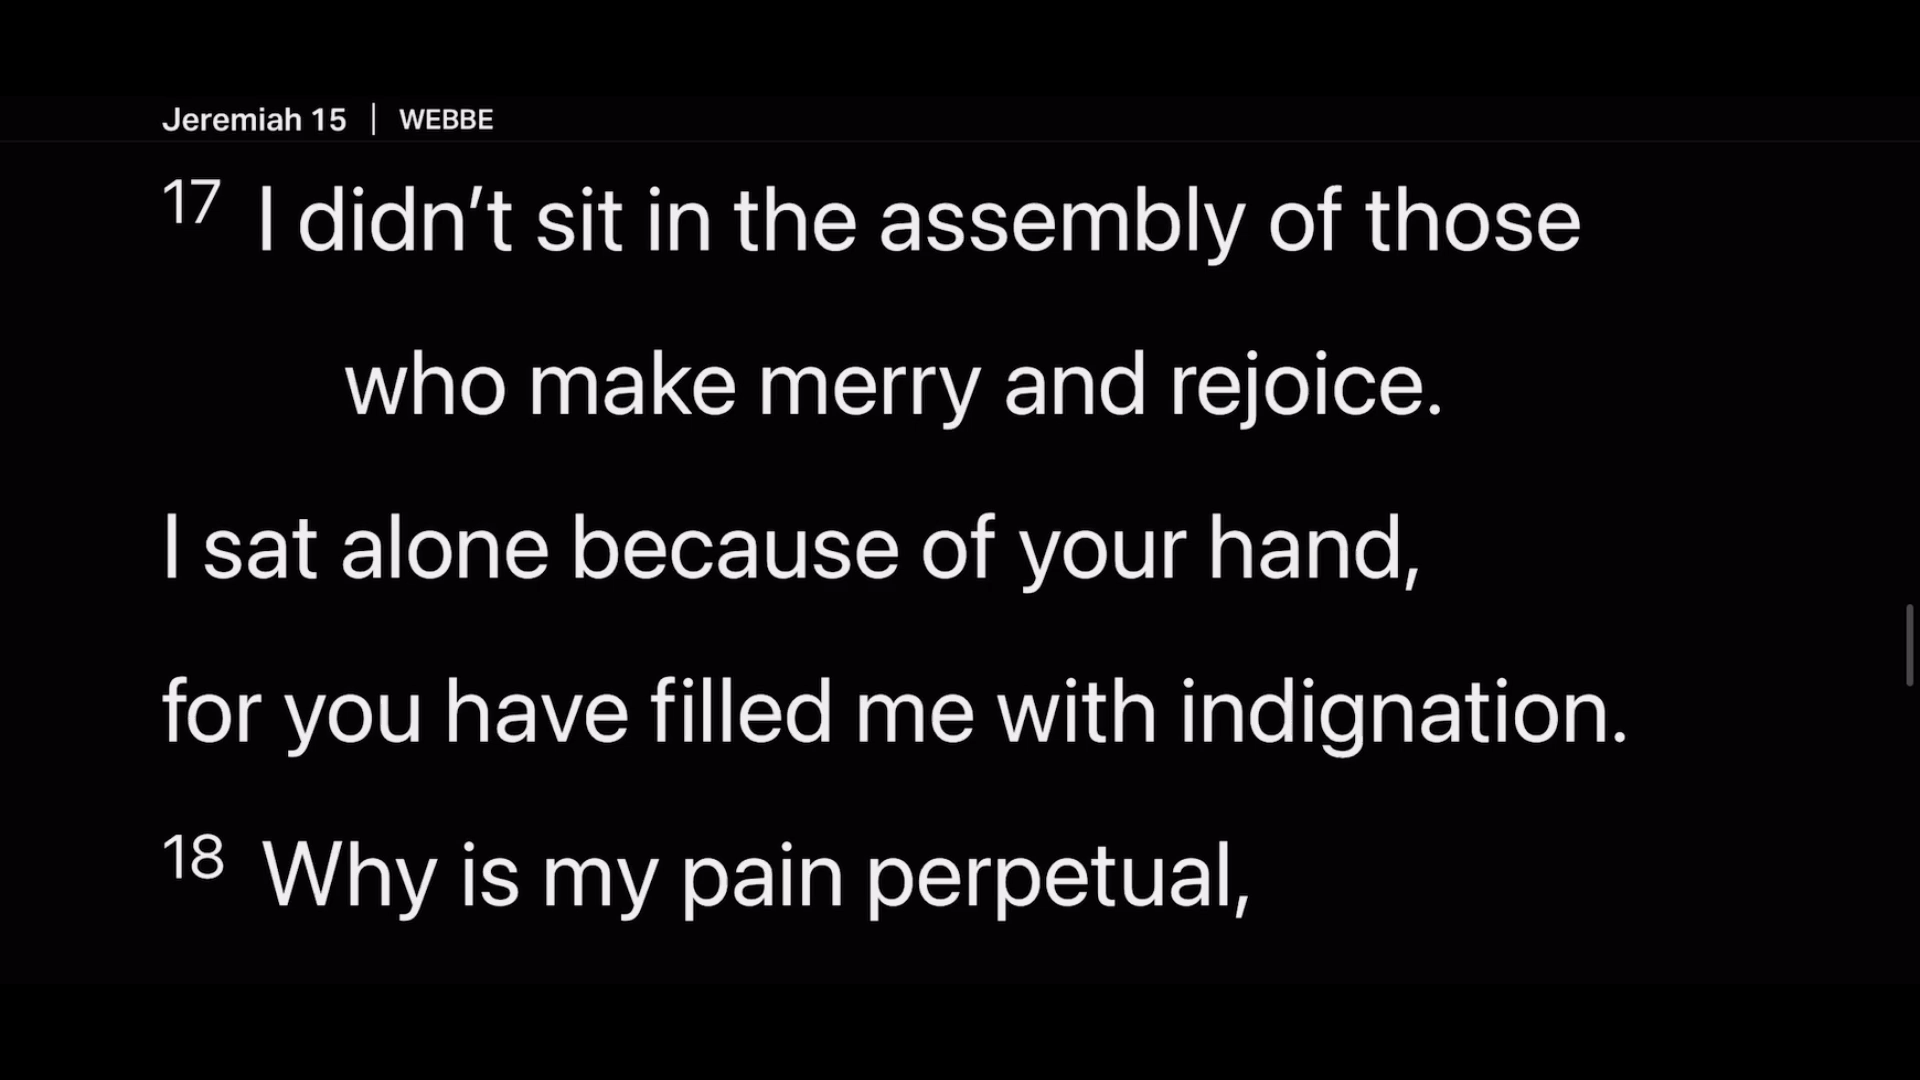 Jeremiah 15 | WEBBE
17 I didn’t sit in the assembly of those
who make merry and rejoice.
I sat alone because of your hand,
for you have filled me with indignation.
18 Why is my pain perpetual,